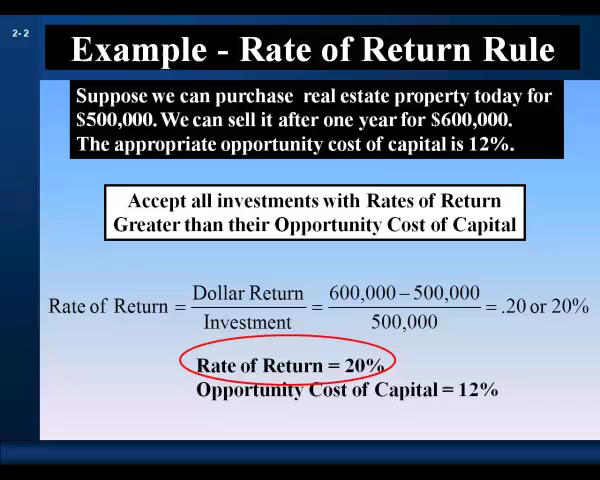 2- 2
Example - Rate of Return Rule
Suppose we can purchase real estate property today for
$500,000. We can sell it after one year for $600,000.
The appropriate opportunity cost of capital is 12%.
Accept all investments with Rates of Return
Greater than their Opportunity Cost of Capital
Rate of Return = Dollar Return / Investment = 600,000 – 500,000 / 500,000 = .20 or 20%
Rate of Return = 20%
Opportunity Cost of Capital = 12%